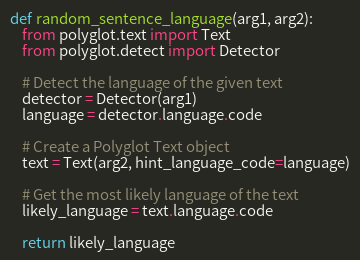 def random_sentence_language(arg1, arg2):
from polyglot.text import Text
from polyglot.detect import Detector
# Detect the language of the given text
detector = Detector(arg1)
language = detector.language.code
# Create a Polyglot Text object
text = Text(arg2, hint_language_code=language)
# Get the most likely language of the text
likely_language = text.language.code
return likely_language